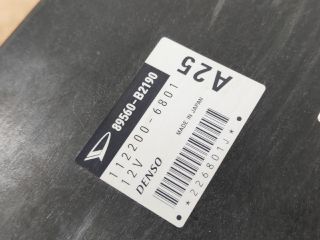 89560-B2190
A25
112200-6801
12V
MADE IN JAPAN
DENSO
*226801J*